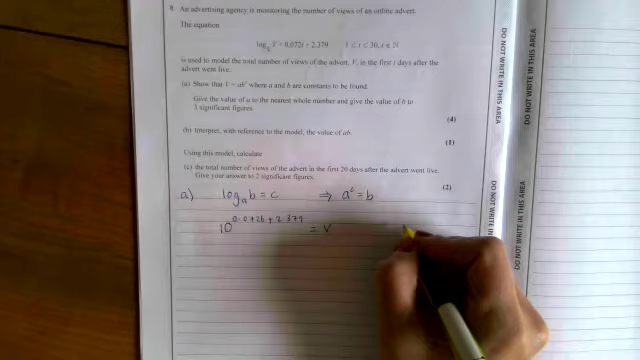 8. An advertising agency is monitoring the number of views of an online advert.
The equation
log₁₀ V = 0.072t + 2.379    1 ⩽ t ⩽ 30, t ∈ ℕ
is used to model the total number of views of the advert, V, in the first t days after the
advert went live.
(a) Show that V = abᵗ where a and b are constants to be found.
Give the value of a to the nearest whole number and give the value of b to
3 significant figures.
(4)
(b) Interpret, with reference to the model, the value of ab.
(1)
Using this model, calculate
(c) the total number of views of the advert in the first 20 days after the advert went live.
Give your answer to 2 significant figures.
(2)
a) logₐb = c ⇒ aᶜ = b
10^0.072t + 2.379 = V
DO NOT WRITE IN THIS AREA
DO NOT WRITE IN THIS AREA
DO NOT WRITE IN
DO NOT WRITE IN THIS AREA